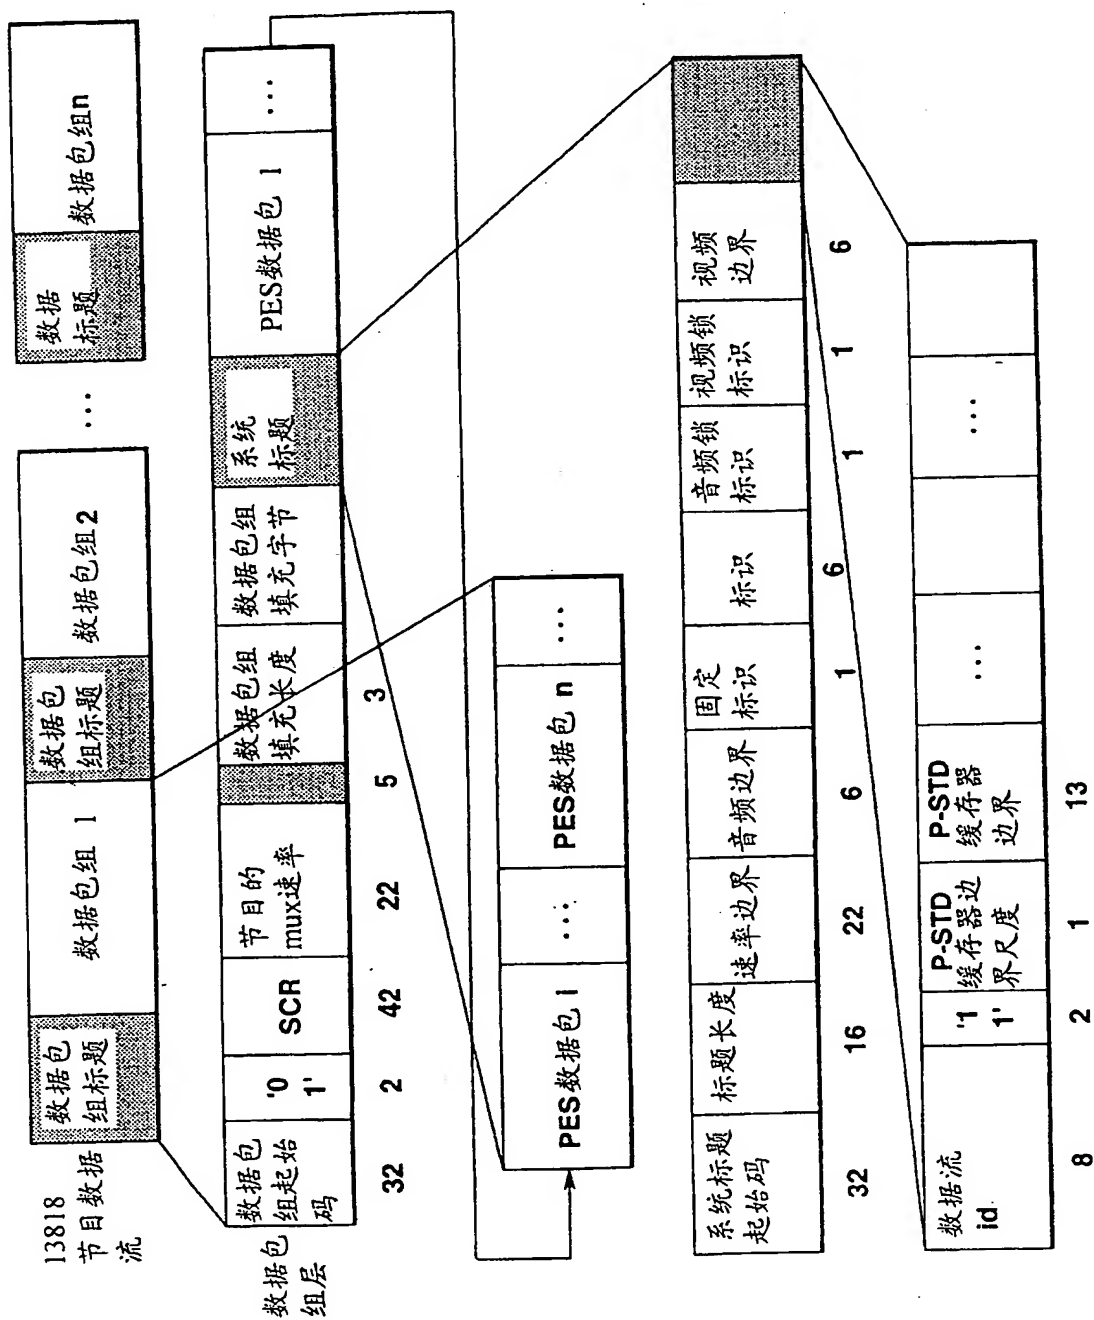 13818
节目数据
流
数据包
组标题
数据包组 1
数据包
组标题
数据包组2
...
数据
标题
数据包组n
数据包
组层
数据包
组起始
码
'0
1'
SCR
节目的
mux速率
数据包组
填充长度
数据包组
填充字节
系统
标题
PES数据包 1
...
32
2
42
22
5
3
PES数据包 1
...
PES数据包 n
...
系统标题
起始码
标题长度
速率边界
音频边界
固定
标识
标识
音频锁
标识
视频锁
标识
视频
边界
32
16
22
6
1
6
1
1
6
数据流
id
'1
1'
P-STD
缓存器边
界尺度
P-STD
缓存器
边界
...
...
8
2
1
13